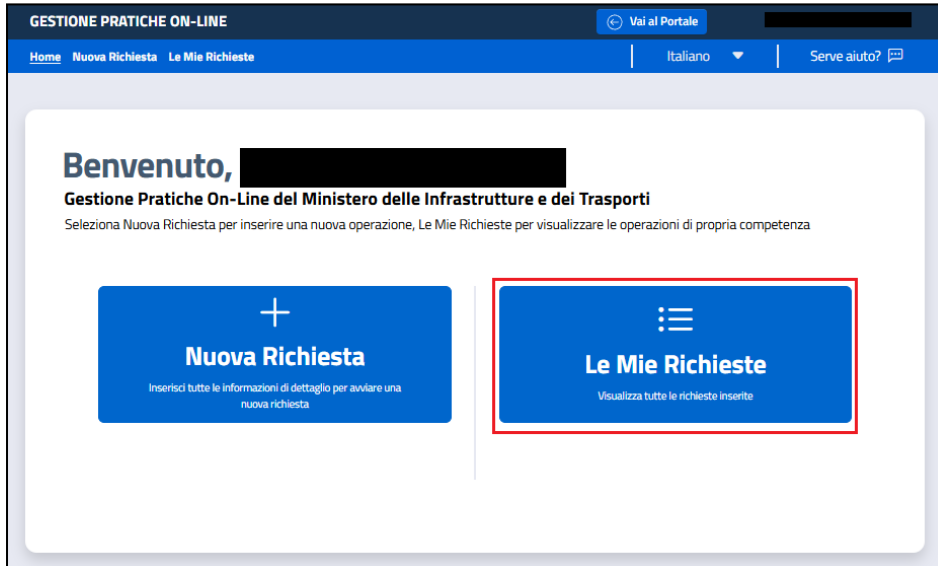 GESTIONE PRATICHE ON-LINE
Vai al Portale
Home Nuova Richiesta Le Mie Richieste
Italiano
Serve aiuto?
Benvenuto,
Gestione Pratiche On-Line del Ministero delle Infrastrutture e dei Trasporti
Seleziona Nuova Richiesta per inserire una nuova operazione, Le Mie Richieste per visualizzare le operazioni di propria competenza
Nuova Richiesta
Inserisci tutte le informazioni di dettaglio per avviare una
nuova richiesta
Le Mie Richieste
Visualizza tutte le richieste inserite